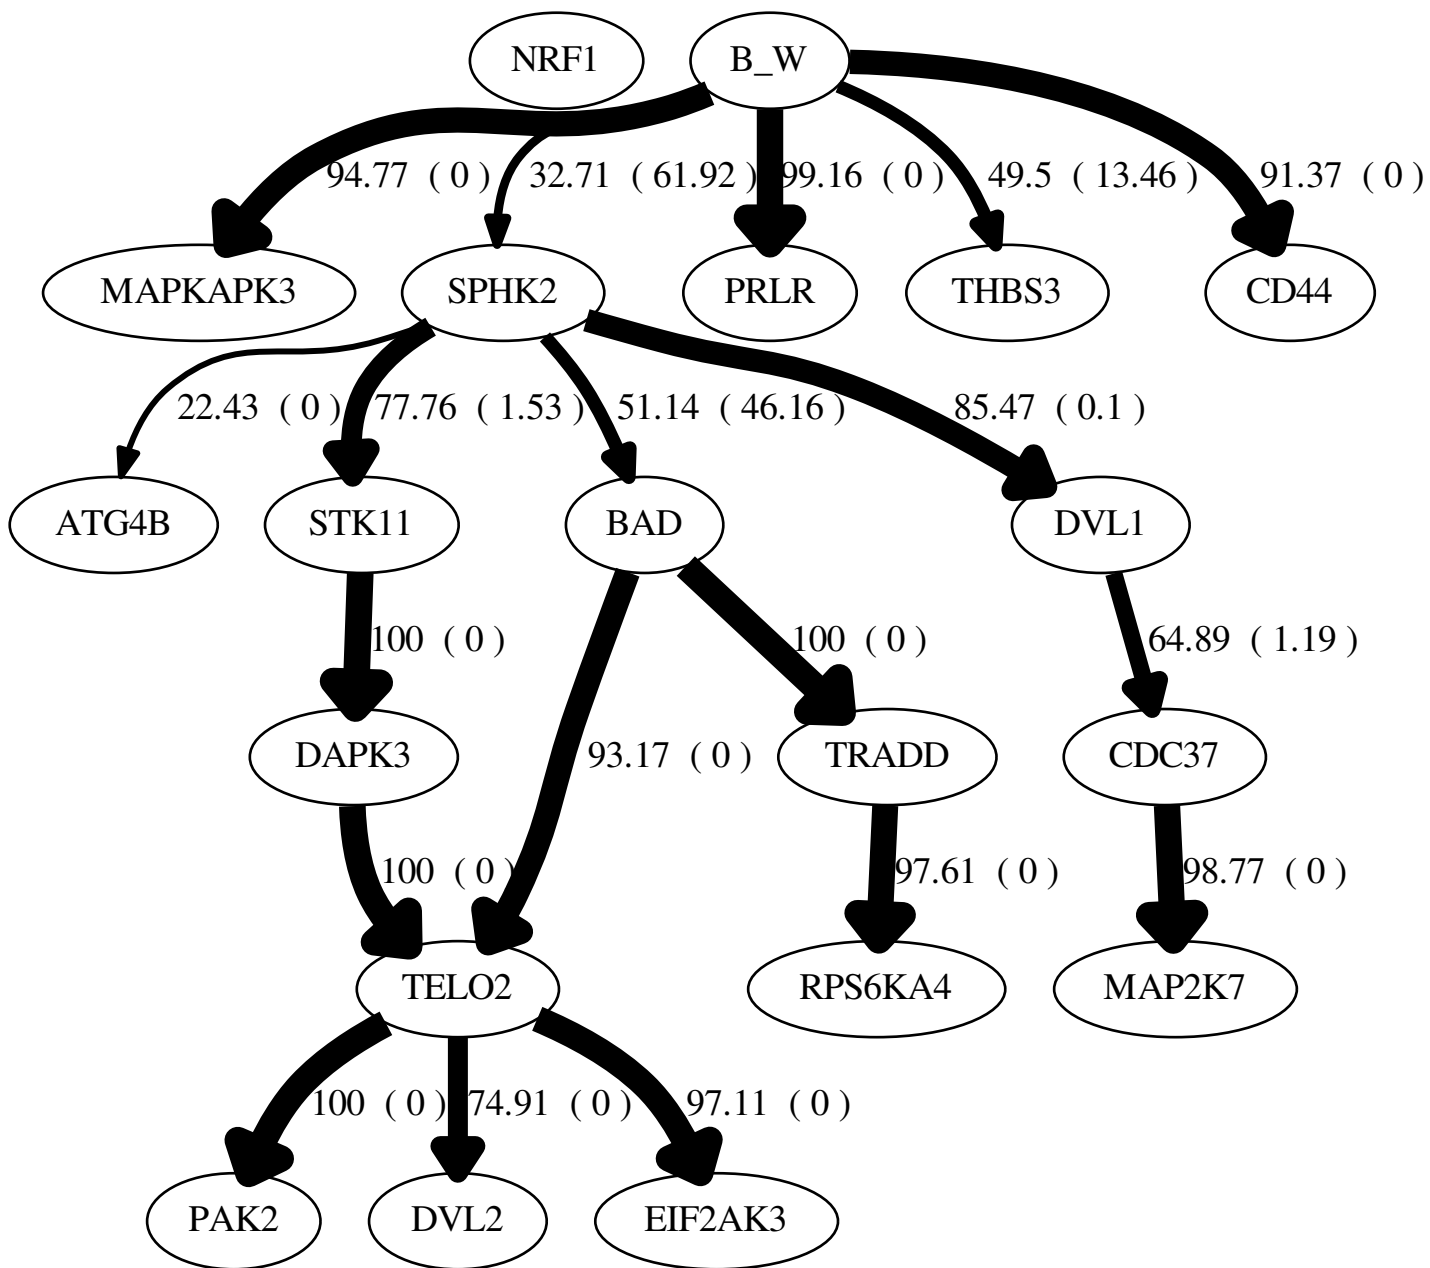 NRF1
B_W
94.77 ( 0 )
32.71 ( 61.92 )
99.16 ( 0 )
49.5 ( 13.46 )
91.37 ( 0 )
MAPKAPK3
SPHK2
PRLR
THBS3
CD44
22.43 ( 0 )
77.76 ( 1.53 )
51.14 ( 46.16 )
85.47 ( 0.1 )
ATG4B
STK11
BAD
DVL1
100 ( 0 )
100 ( 0 )
64.89 ( 1.19 )
DAPK3
93.17 ( 0 )
TRADD
CDC37
100 ( 0 )
97.61 ( 0 )
98.77 ( 0 )
TELO2
RPS6KA4
MAP2K7
100 ( 0 )
74.91 ( 0 )
97.11 ( 0 )
PAK2
DVL2
EIF2AK3